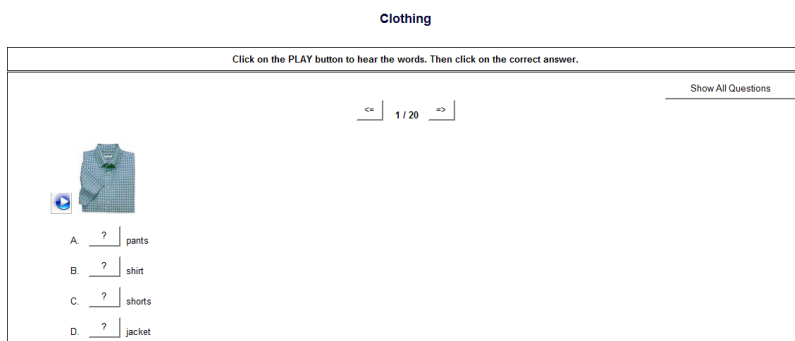 Clothing
Click on the PLAY button to hear the words. Then click on the correct answer.
Show All Questions
<= 1 / 20 =>
A. ? pants
B. ? shirt
C. ? shorts
D. ? jacket